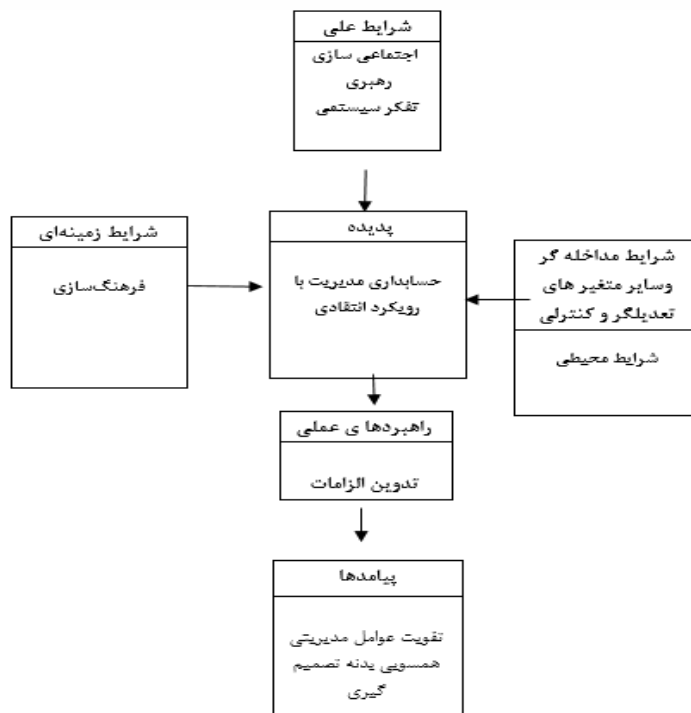 شرایط علی
اجتماعی سازی
رهبری
تفکر سیستمی
پدیده
حسابداری مدیریت با
رویکرد انتقادی
شرایط زمینه‌ای
فرهنگ‌سازی
شرایط مداخله گر
وسایر متغیر های
تعدیلگر و کنترلی
شرایط محیطی
راهبردها ی عملی
تدوین الزامات
پیامدها
تقویت عوامل مدیریتی
همسویی بدنه تصمیم
گیری